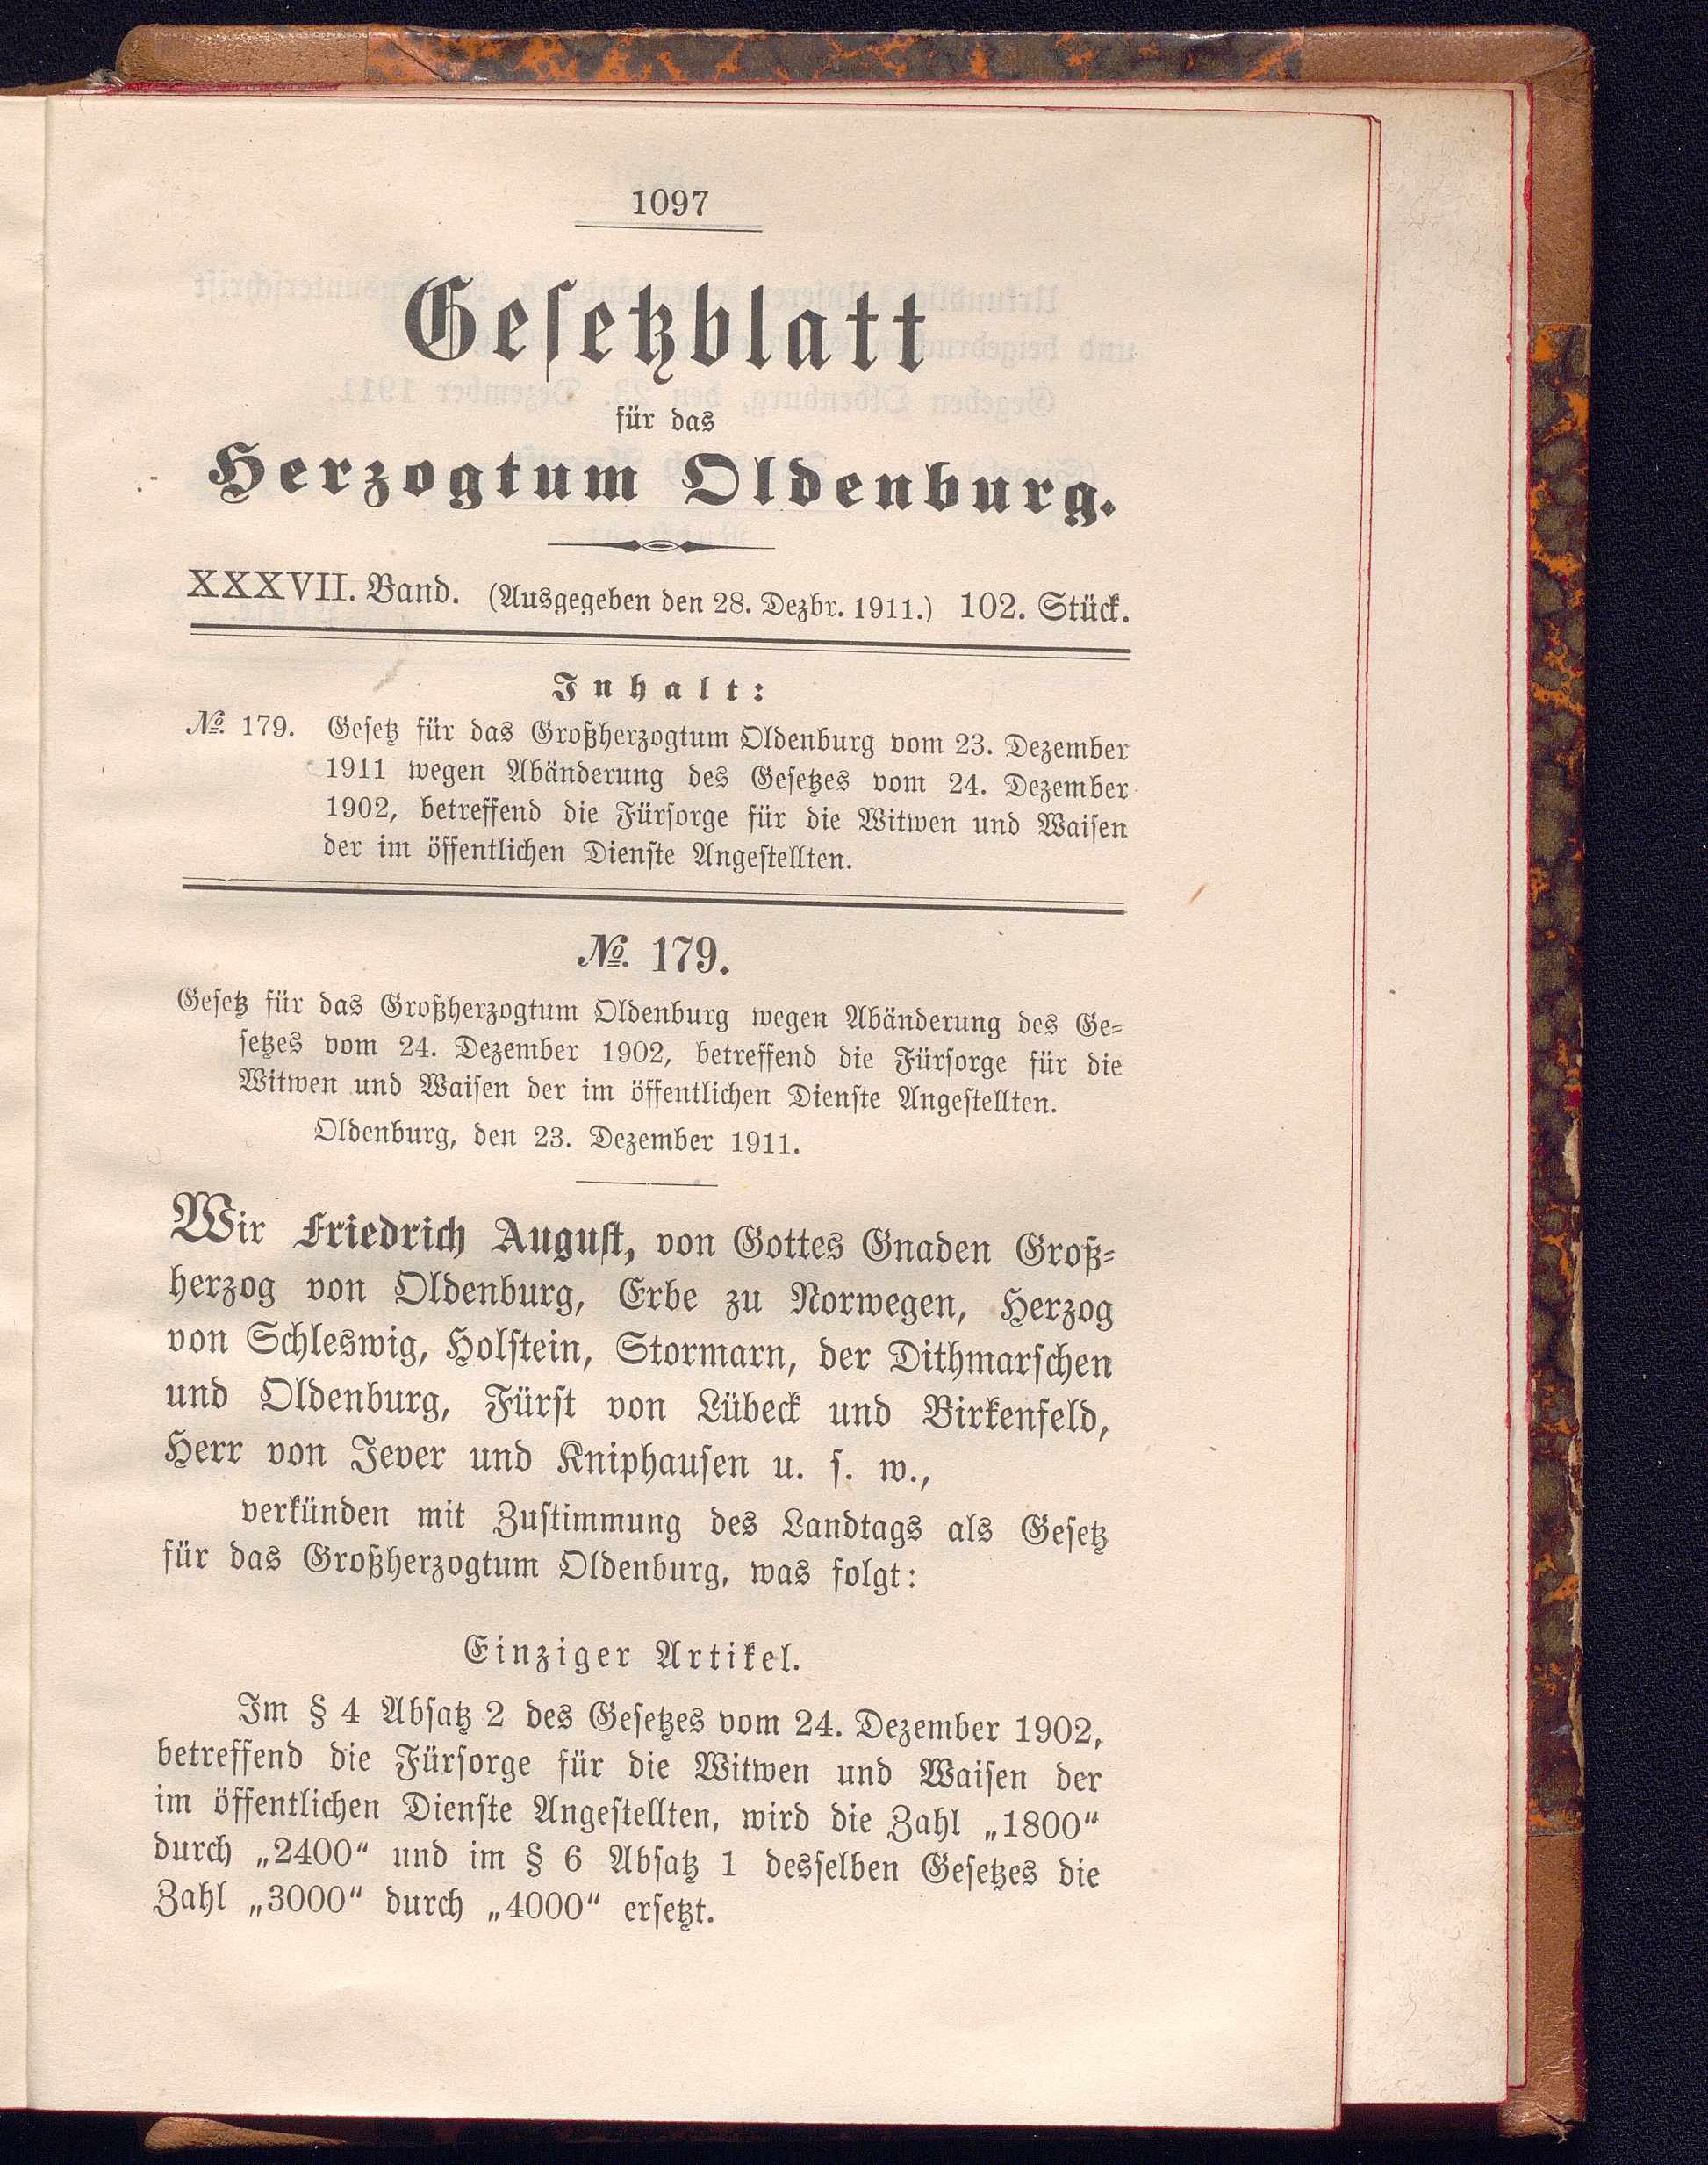 1097
Gesetzblatt
für das
Herzogtum Oldenburg.
XXXVII. Band. (Ausgegeben den 28. Dezbr. 1911.) 102. Stück.
Inhalt:
№. 179. Gesetz für das Großherzogtum Oldenburg vom 23. Dezember
1911 wegen Abänderung des Gesetzes vom 24. Dezember
1902, betreffend die Fürsorge für die Witwen und Waisen
der im öffentlichen Dienste Angestellten.
№. 179.
Gesetz für das Großherzogtum Oldenburg wegen Abänderung des Ge-
setzes vom 24. Dezember 1902, betreffend die Fürsorge für die
Witwen und Waisen der im öffentlichen Dienste Angestellten.
Oldenburg, den 23. Dezember 1911.
Wir Friedrich August, von Gottes Gnaden Groß-
herzog von Oldenburg, Erbe zu Norwegen, Herzog
von Schleswig, Holstein, Stormarn, der Dithmarschen
und Oldenburg, Fürst von Lübeck und Birkenfeld,
Herr von Jever und Kniphausen u. s. w.,
verkünden mit Zustimmung des Landtags als Gesetz
für das Großherzogtum Oldenburg, was folgt:
Einziger Artikel.
Im § 4 Absatz 2 des Gesetzes vom 24. Dezember 1902,
betreffend die Fürsorge für die Witwen und Waisen der
im öffentlichen Dienste Angestellten, wird die Zahl „1800“
durch „2400“ und im § 6 Absatz 1 desselben Gesetzes die
Zahl „3000“ durch „4000“ ersetzt.